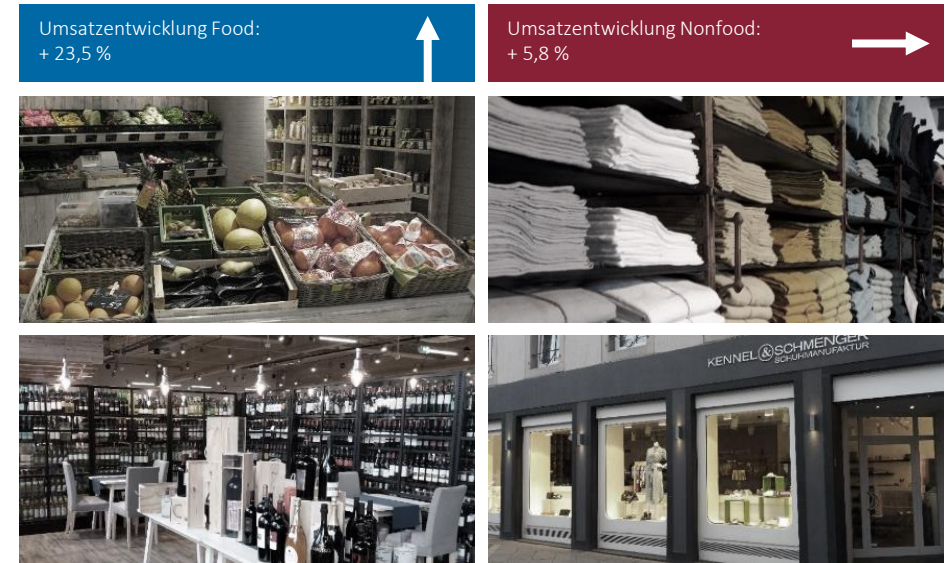 Umsatzentwicklung Food:
+ 23,5 %
Umsatzentwicklung Nonfood:
+ 5,8 %
KENNEL & SCHMENGER
SCHUHMANUFAKTUR